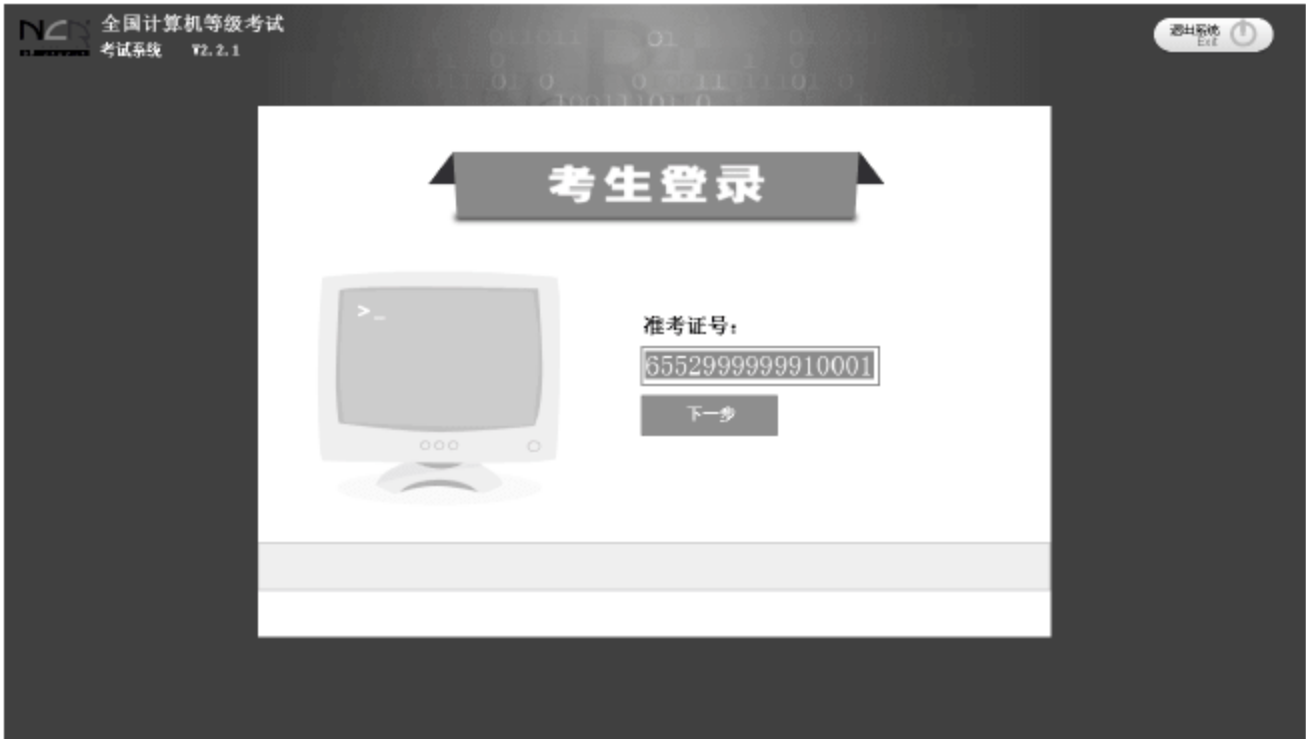 NCR
全国计算机等级考试
考试系统 V2.2.1
退出系统
Exit
考生登录
>_
准考证号：
6552999999910001
下一步